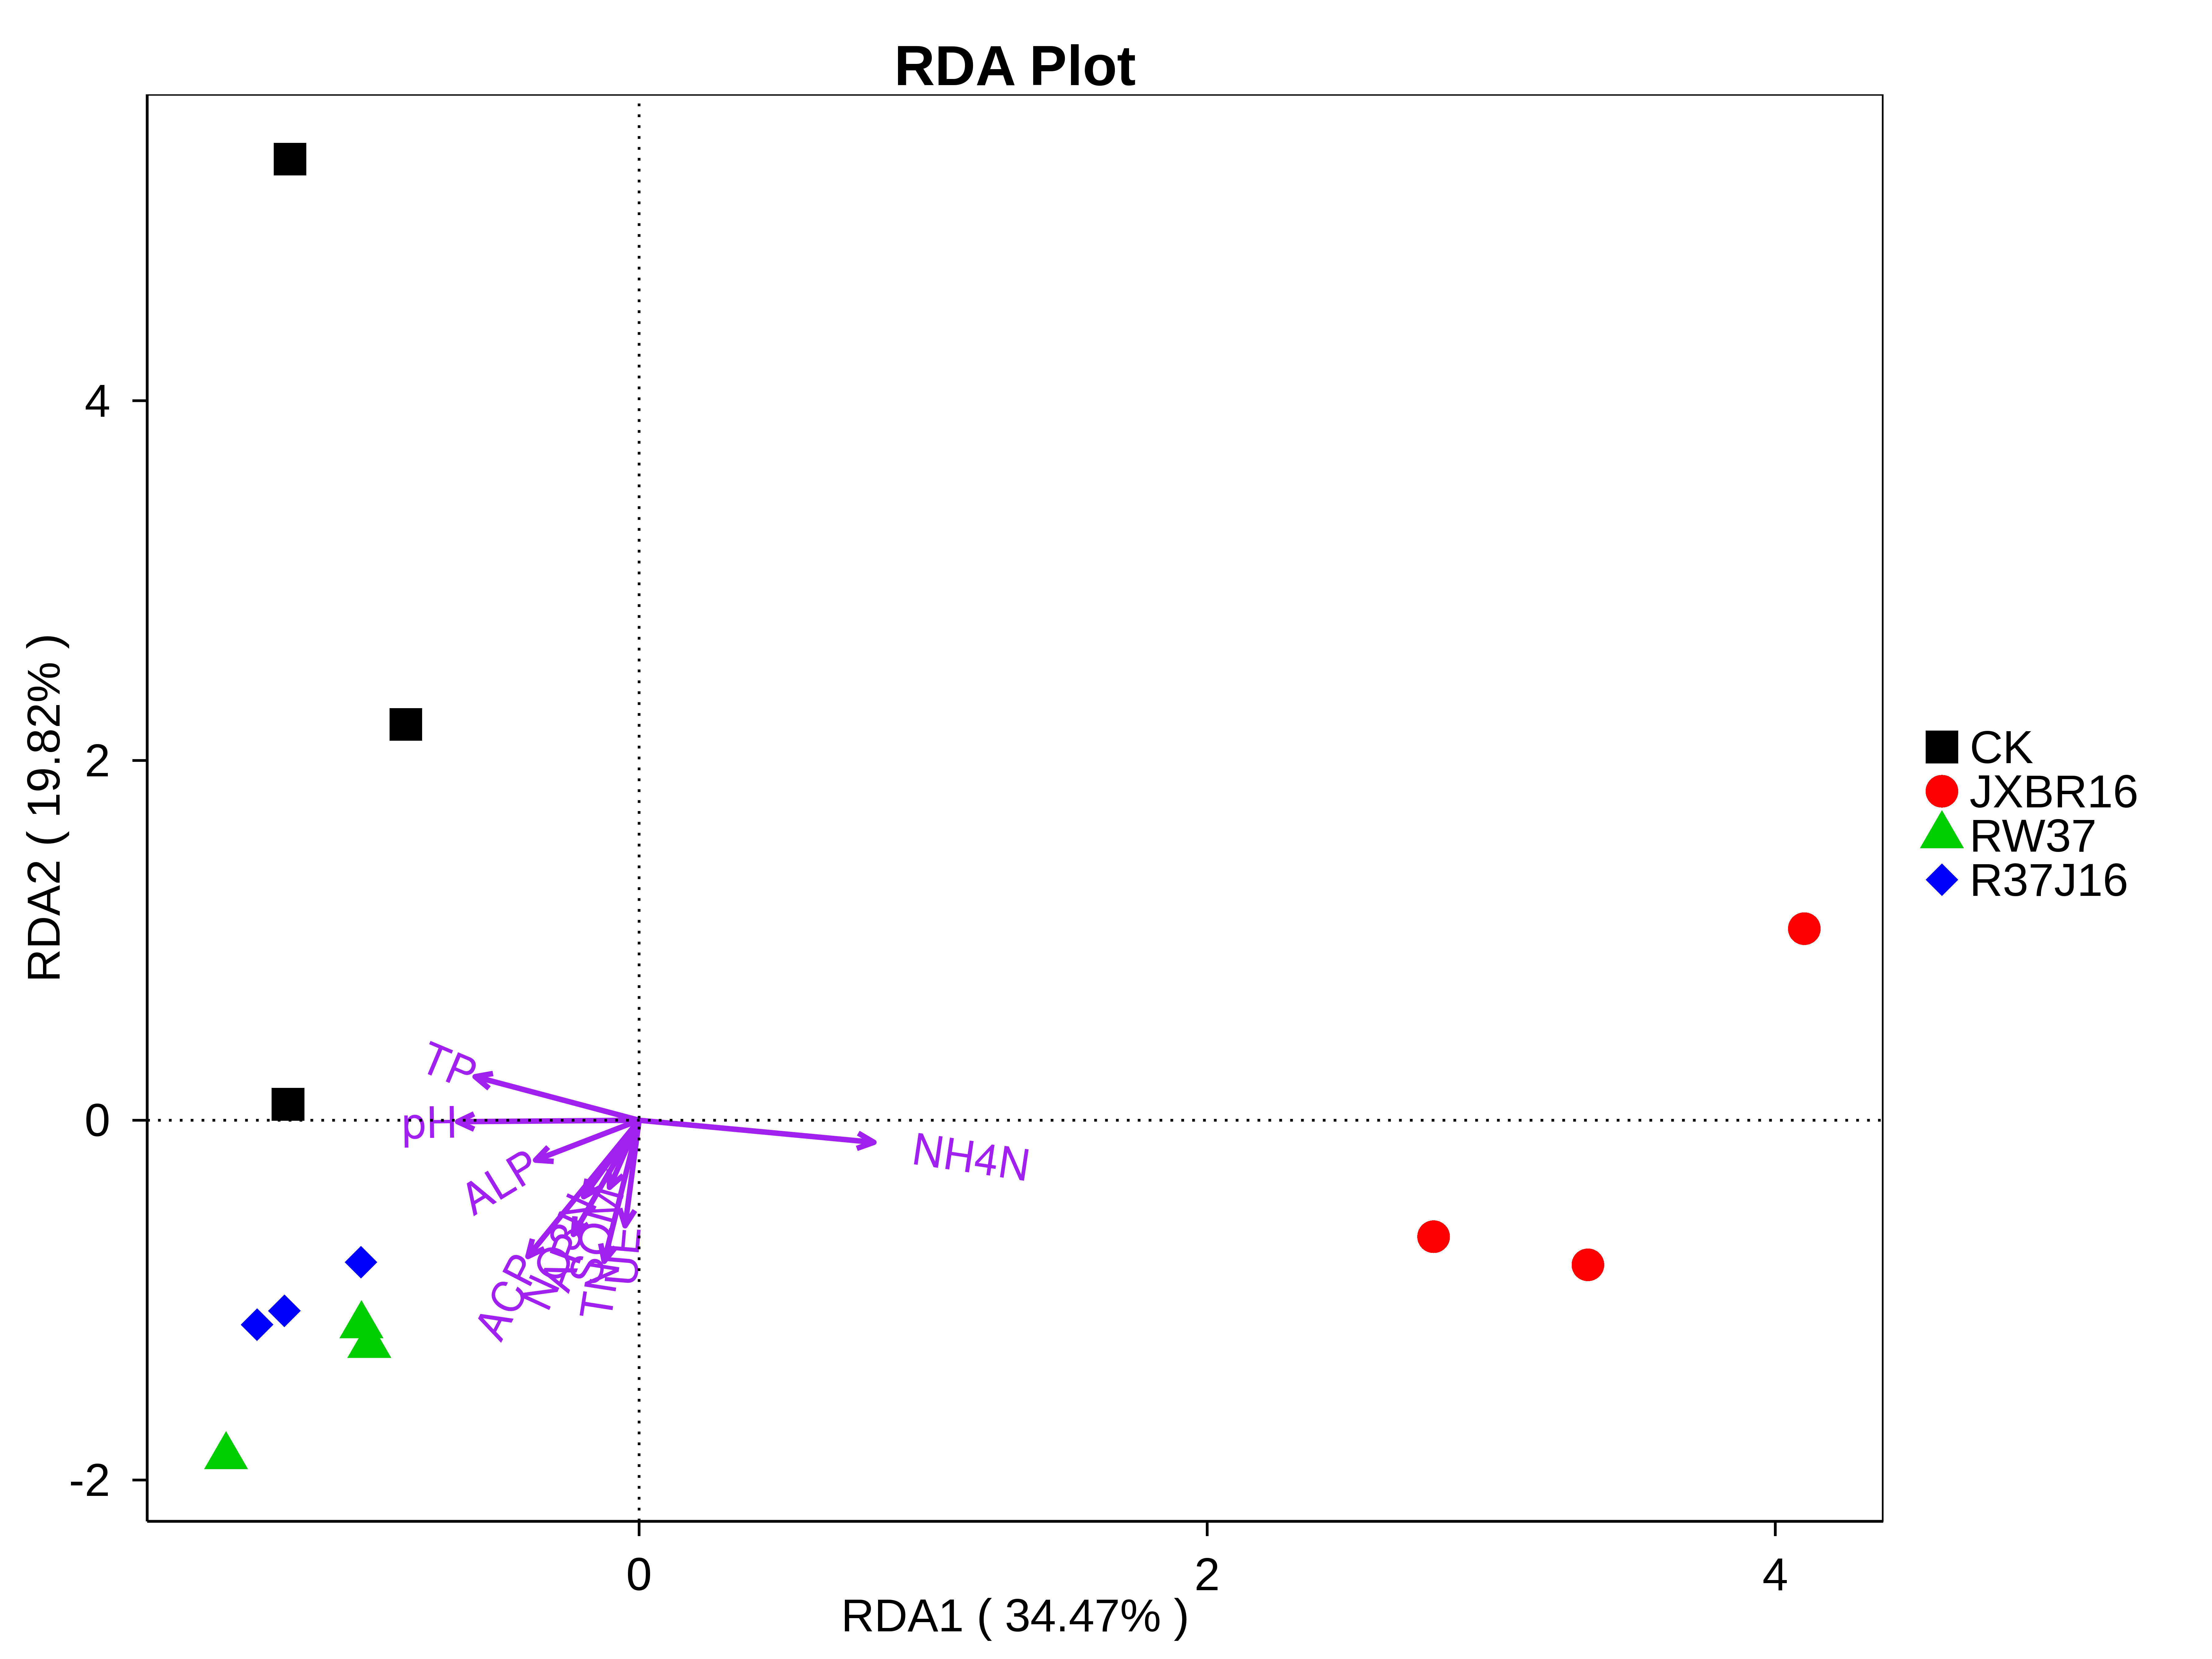 RDA Plot
4
2
0
-2
RDA2 ( 19.82% )
TP
pH
ALP
NH4N
ACP
0
2
4
RDA1 ( 34.47% )
CK
JXBR16
RW37
R37J16